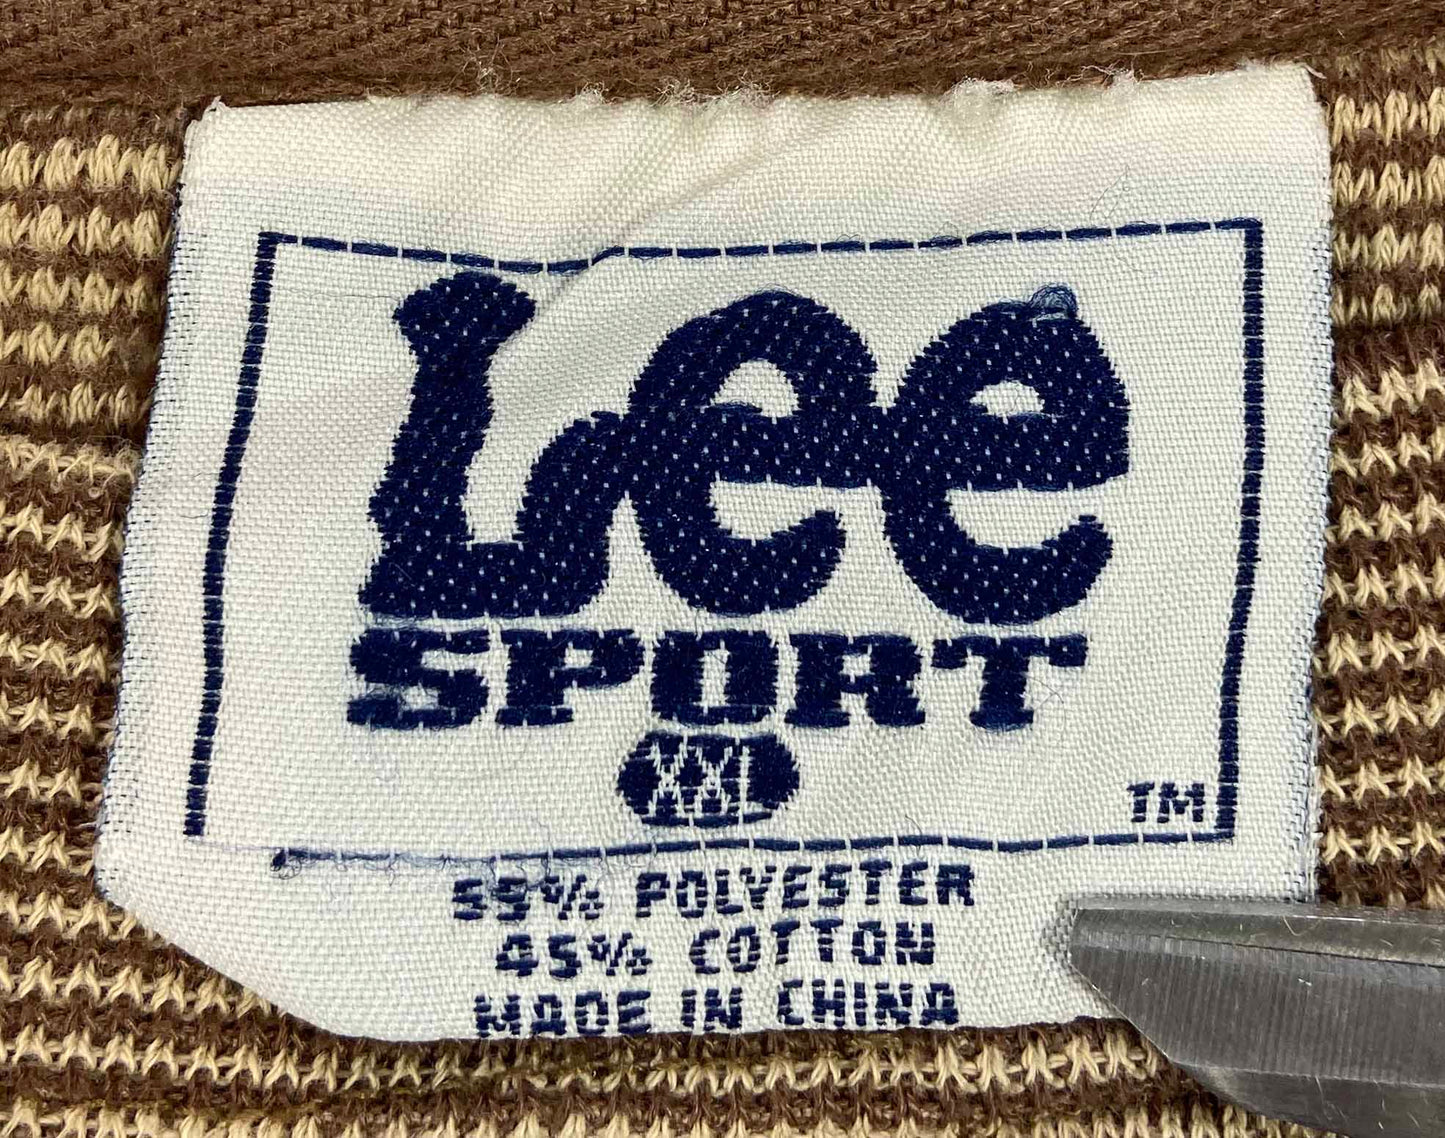 Lee
SPORT
XXL
TM
55% POLYESTER
45% COTTON
MADE IN CHINA